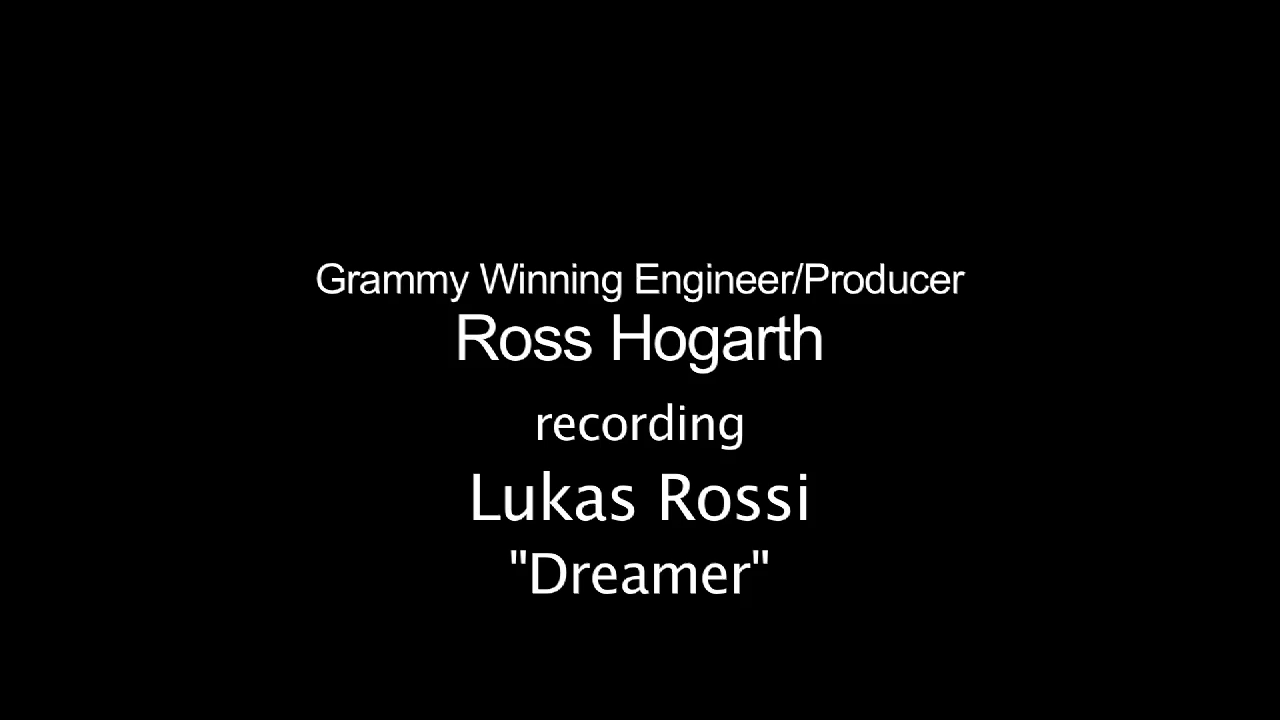 Grammy Winning Engineer/Producer
Ross Hogarth
recording
Lukas Rossi
"Dreamer"